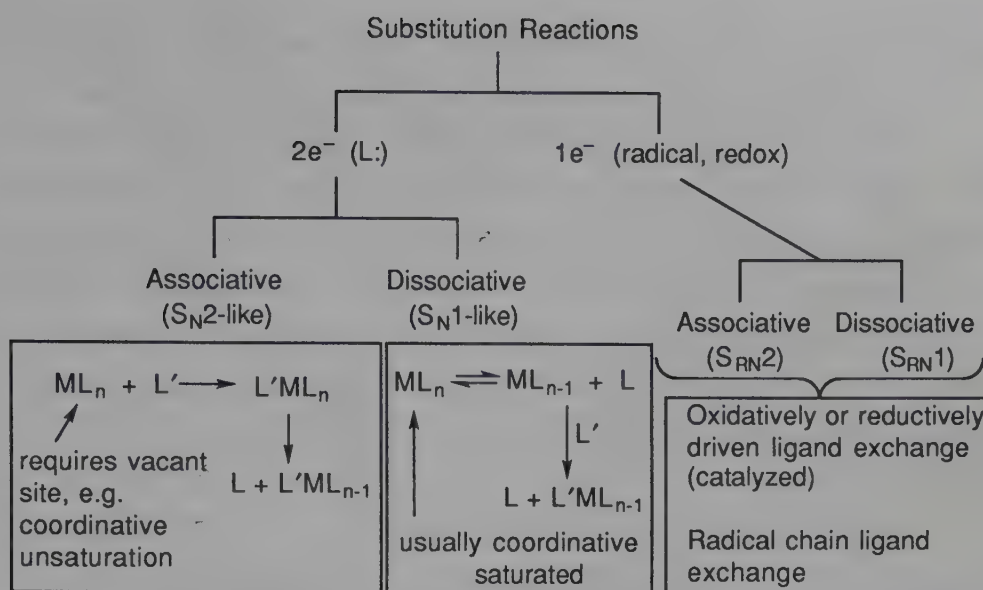 Substitution Reactions
2e⁻ (L:)
1e⁻ (radical, redox)
Associative
(S_N2-like)
Dissociative
(S_N1-like)
Associative
(S_RN2)
Dissociative
(S_RN1)
ML_n + L′ → L′ML_n
requires vacant
site, e.g.
coordinative
unsaturation
L + L′ML_n-1
ML_n ⇌ ML_n-1 + L
L′
L + L′ML_n-1
usually coordinative
saturated
Oxidatively or reductively
driven ligand exchange
(catalyzed)
Radical chain ligand
exchange